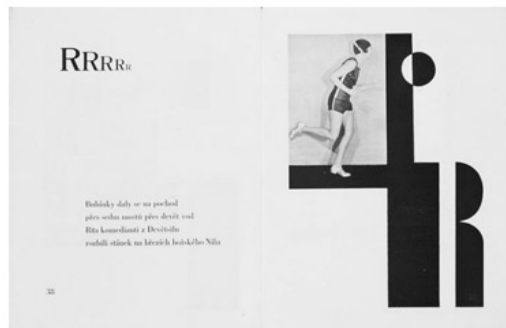 RRRRR
Bubínky daly se na pochod
přes sedm mostů přes devět vod
komedianti z Devětsilu
rozbili stánek na březích božského Nilu
38
R